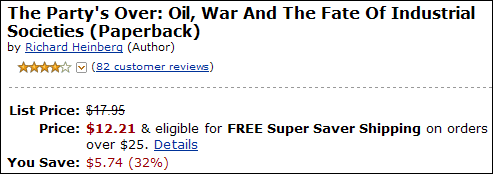 The Party's Over: Oil, War And The Fate Of Industrial
Societies (Paperback)
by Richard Heinberg (Author)
(82 customer reviews)
List Price: $17.95
Price: $12.21 & eligible for FREE Super Saver Shipping on orders
over $25. Details
You Save: $5.74 (32%)